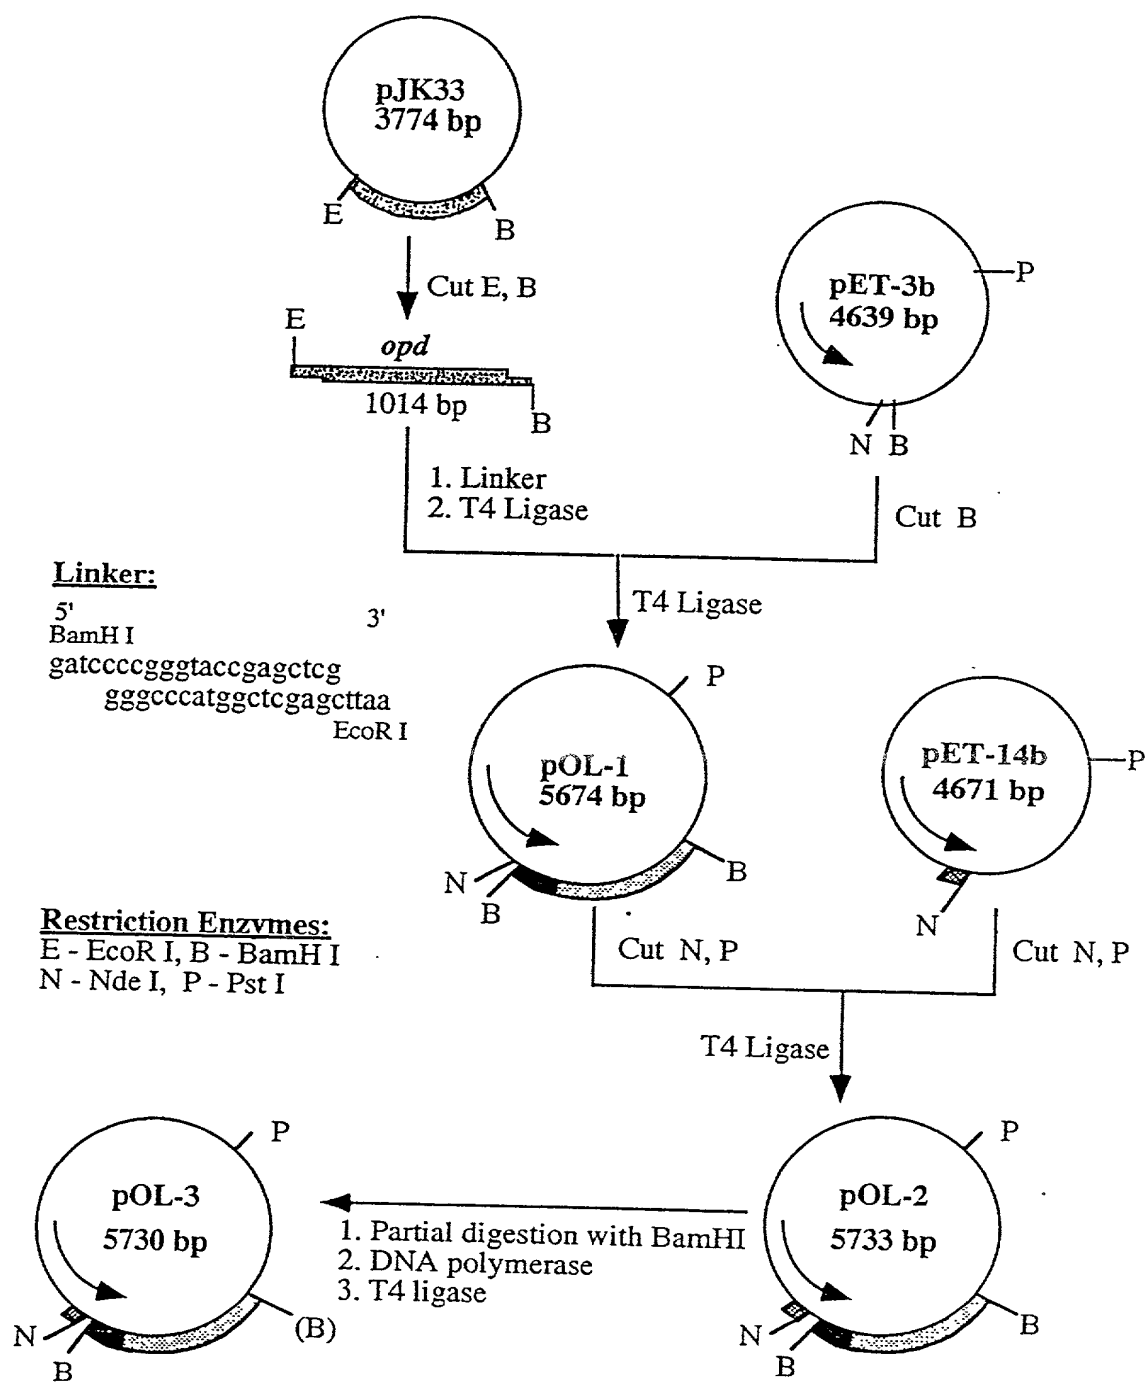 pJK33
3774 bp
E
B
Cut E, B
E
opd
1014 bp
B
pET-3b
4639 bp
P
N B
1. Linker
2. T4 Ligase
Cut B
T4 Ligase
Linker:
5' 3'
BamH I
gatccccgggtaccgagctcg
gggcccatggctcgagcttaa
EcoR I
P
pOL-1
5674 bp
N
B
B
pET-14b
4671 bp
P
N
Restriction Enzymes:
E - EcoR I, B - BamH I
N - Nde I, P - Pst I
Cut N, P
Cut N, P
T4 Ligase
P
pOL-3
5730 bp
N
B
(B)
1. Partial digestion with BamHI
2. DNA polymerase
3. T4 ligase
P
pOL-2
5733 bp
N
B
B